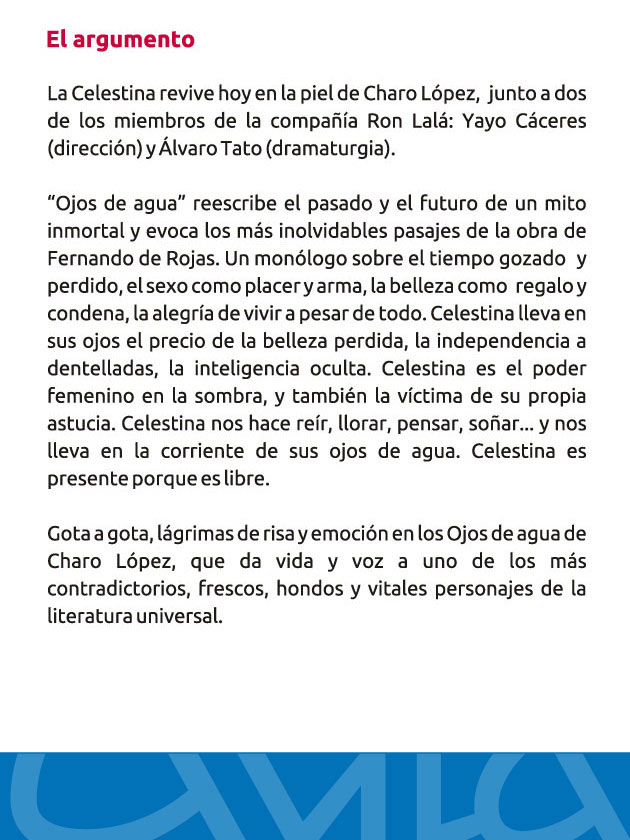 El argumento
La Celestina revive hoy en la piel de Charo López, junto a dos
de los miembros de la compañía Ron Lalá: Yayo Cáceres
(dirección) y Álvaro Tato (dramaturgia).
“Ojos de agua” reescribe el pasado y el futuro de un mito
inmortal y evoca los más inolvidables pasajes de la obra de
Fernando de Rojas. Un monólogo sobre el tiempo gozado y
perdido, el sexo como placer y arma, la belleza como regalo y
condena, la alegría de vivir a pesar de todo. Celestina lleva en
sus ojos el precio de la belleza perdida, la independencia a
dentelladas, la inteligencia oculta. Celestina es el poder
femenino en la sombra, y también la víctima de su propia
astucia. Celestina nos hace reír, llorar, pensar, soñar... y nos
lleva en la corriente de sus ojos de agua. Celestina es
presente porque es libre.
Gota a gota, lágrimas de risa y emoción en los Ojos de agua de
Charo López, que da vida y voz a uno de los más
contradictorios, frescos, hondos y vitales personajes de la
literatura universal.